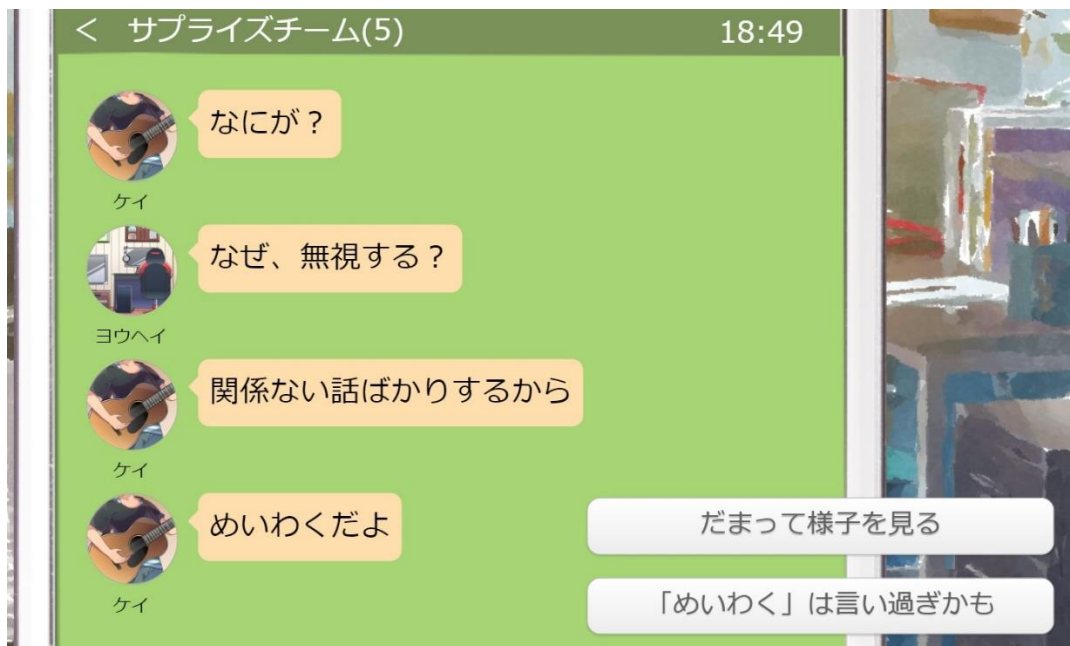 < サプライズチーム(5) 18:49
なにが?
ケイ
なぜ、無視する?
ヨウヘイ
関係ない話ばかりするから
ケイ
めいわくだよ
ケイ
だまって様子を見る
「めいわく」は言い過ぎかも